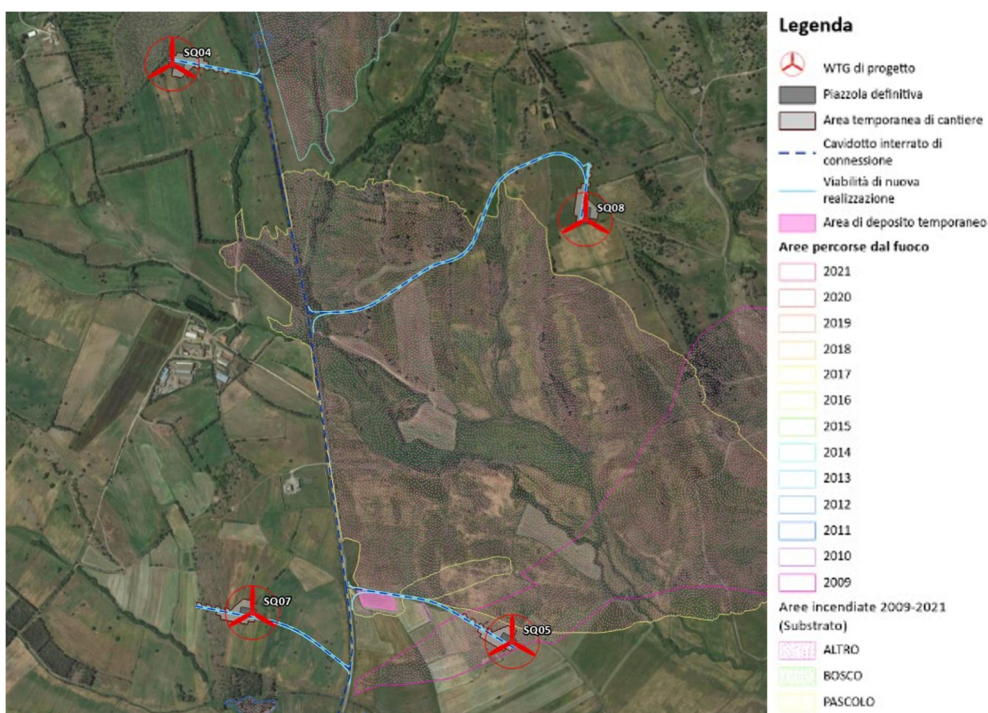 SQ04
SQ08
SQ07
SQ05
Legenda
WTG di progetto
Piazzola definitiva
Area temporanea di cantiere
Cavidotto interrato di
connessione
Viabilità di nuova
realizzazione
Area di deposito temporaneo
Aree percorse dal fuoco
2021
2020
2019
2018
2017
2016
2015
2014
2013
2012
2011
2010
2009
Aree incendiate 2009-2021
(Substrato)
ALTRO
BOSCO
PASCOLO